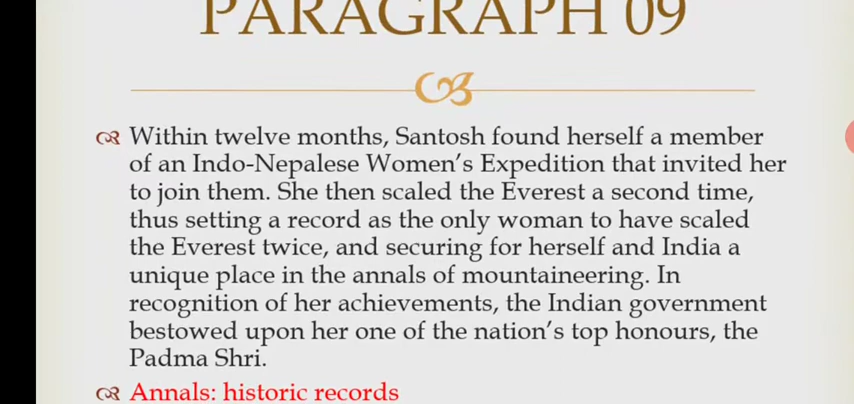 PARAGRAPH 09
Within twelve months, Santosh found herself a member
of an Indo-Nepalese Women's Expedition that invited her
to join them. She then scaled the Everest a second time,
thus setting a record as the only woman to have scaled
the Everest twice, and securing for herself and India a
unique place in the annals of mountaineering. In
recognition of her achievements, the Indian government
bestowed upon her one of the nation's top honours, the
Padma Shri.
Annals: historic records